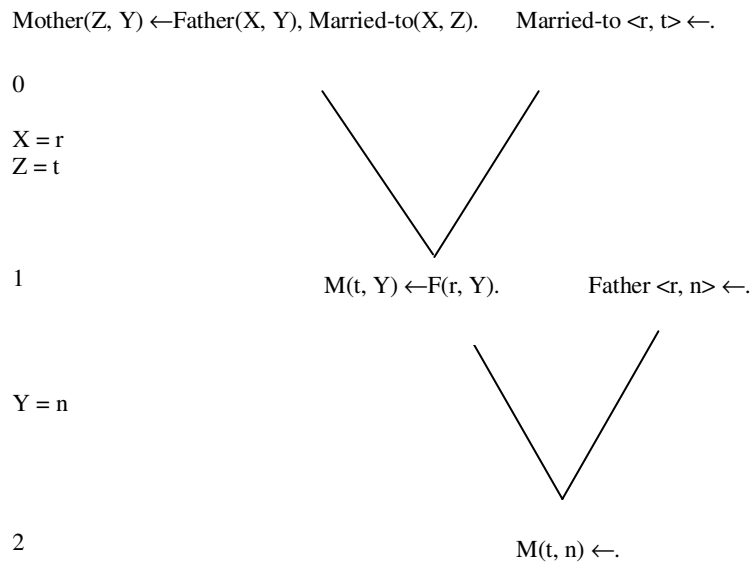 Mother(Z, Y) ←Father(X, Y), Married-to(X, Z). Married-to <r, t> ←.
0
X = r
Z = t
1 M(t, Y) ←F(r, Y). Father <r, n> ←.
Y = n
2 M(t, n) ←.